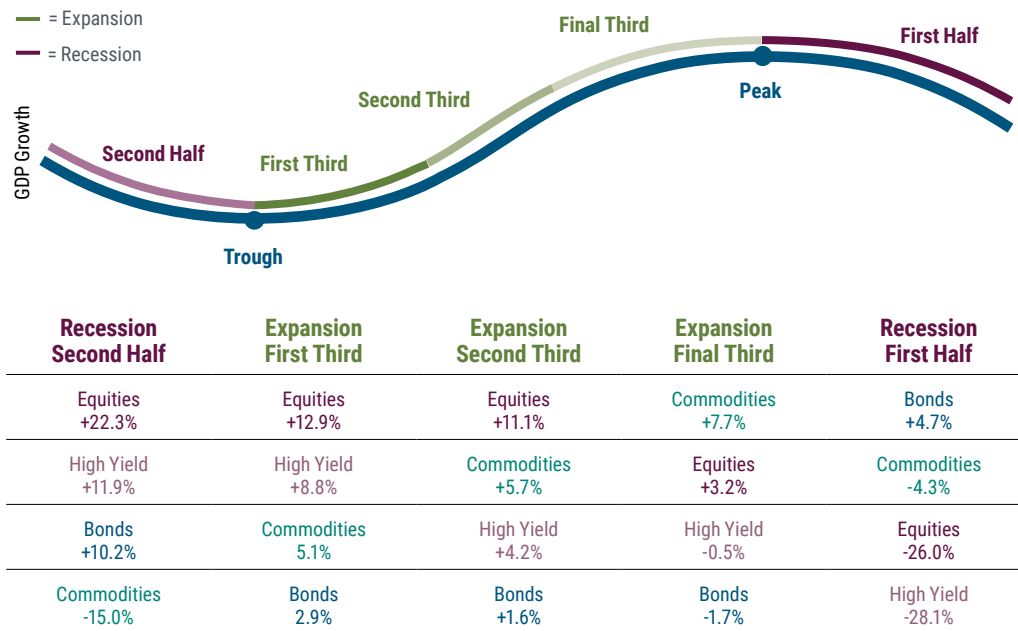 = Expansion
= Recession
GDP Growth
Second Half
First Third
Second Third
Final Third
First Half
Trough
Peak
Recession
Second Half
Expansion
First Third
Expansion
Second Third
Expansion
Final Third
Recession
First Half
Equities
+22.3%
Equities
+12.9%
Equities
+11.1%
Commodities
+7.7%
Bonds
+4.7%
High Yield
+11.9%
High Yield
+8.8%
Commodities
+5.7%
Equities
+3.2%
Commodities
-4.3%
Bonds
+10.2%
Commodities
5.1%
High Yield
+4.2%
High Yield
-0.5%
Equities
-26.0%
Commodities
-15.0%
Bonds
2.9%
Bonds
+1.6%
Bonds
-1.7%
High Yield
-28.1%